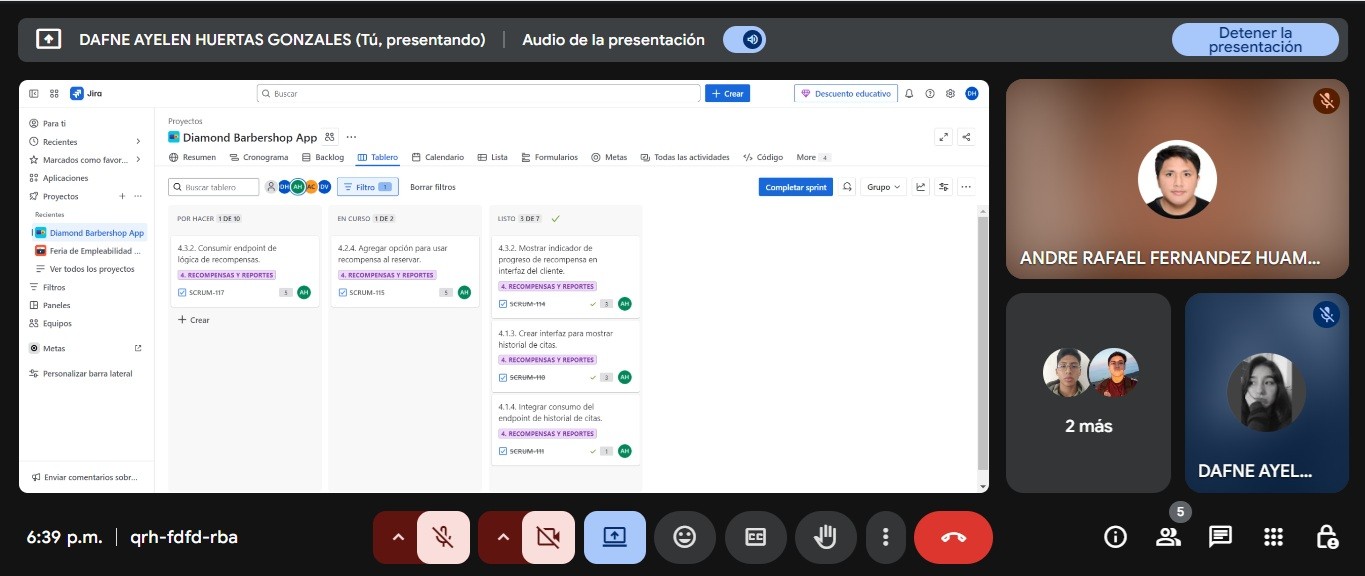 DAFNE AYELEN HUERTAS GONZALES (Tú, presentando)
Audio de la presentación
Detener la
presentación
Jira
Buscar
+ Crear
Descuento educativo
DH
Para ti
Recientes
Marcados como favor...
Aplicaciones
Proyectos
Recientes
Diamond Barbershop App
Feria de Empleabilidad ...
Ver todos los proyectos
Filtros
Paneles
Equipos
Metas
Personalizar barra lateral
Enviar comentarios sobr...
Proyectos
Diamond Barbershop App
Resumen
Cronograma
Backlog
Tablero
Calendario
Lista
Formularios
Metas
Todas las actividades
Código
More 4
Buscar tablero
DH AH AC DV
Filtro 1
Borrar filtros
Completar sprint
Grupo
POR HACER 1 DE 10
4.3.2. Consumir endpoint de
lógica de recompensas.
4. RECOMPENSAS Y REPORTES
SCRUM-117 5 AH
+ Crear
EN CURSO 1 DE 2
4.2.4. Agregar opción para usar
recompensa al reservar.
4. RECOMPENSAS Y REPORTES
SCRUM-115 5 AH
LISTO 3 DE 7
4.3.2. Mostrar indicador de
progreso de recompensa en
interfaz del cliente.
4. RECOMPENSAS Y REPORTES
SCRUM-114 3 AH
4.1.3. Crear interfaz para mostrar
historial de citas.
4. RECOMPENSAS Y REPORTES
SCRUM-110 3 AH
4.1.4. Integrar consumo del
endpoint de historial de citas.
4. RECOMPENSAS Y REPORTES
SCRUM-111 1 AH
ANDRE RAFAEL FERNANDEZ HUAM...
2 más
DAFNE AYEL...
6:39 p.m.
qrh-fdfd-rba
CC
5